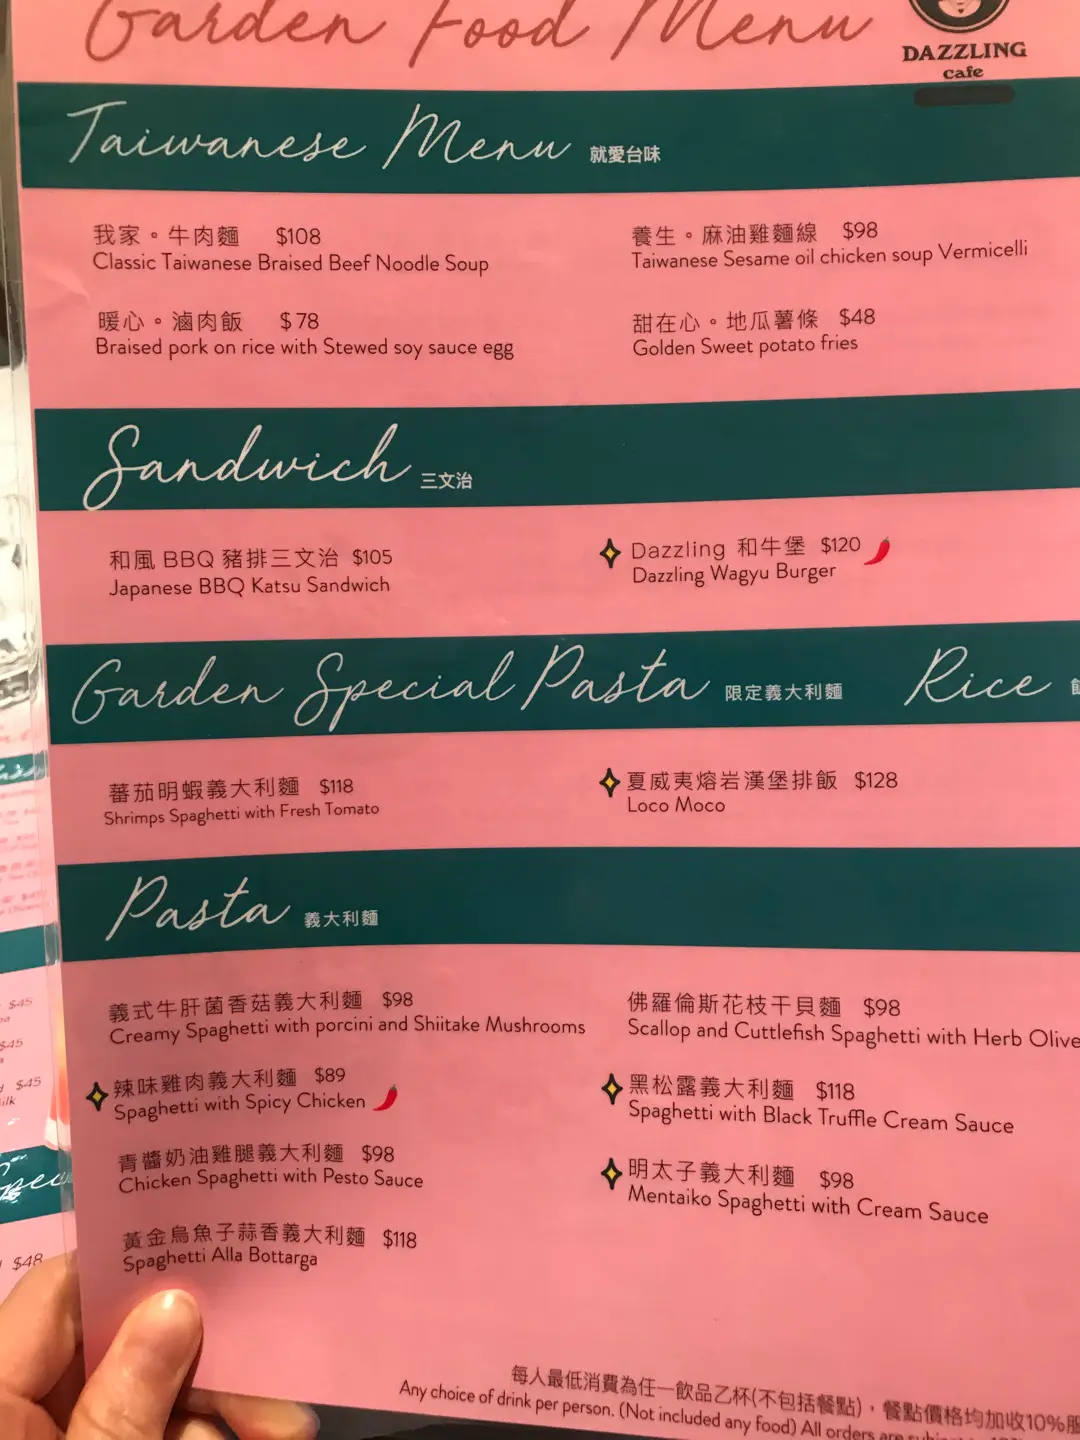 Garden Food Menu
DAZZLING
cafe
Taiwanese Menu 就愛台味
我家。牛肉麵 $108
Classic Taiwanese Braised Beef Noodle Soup
養生。麻油雞麵線 $98
Taiwanese Sesame oil chicken soup Vermicelli
暖心。滷肉飯 $78
Braised pork on rice with Stewed soy sauce egg
甜在心。地瓜薯條 $48
Golden Sweet potato fries
Sandwich 三文治
和風 BBQ 豬排三文治 $105
Japanese BBQ Katsu Sandwich
Dazzling 和牛堡 $120
Dazzling Wagyu Burger
Garden Special Pasta 限定義大利麵
Rice
蕃茄明蝦義大利麵 $118
Shrimps Spaghetti with Fresh Tomato
夏威夷熔岩漢堡排飯 $128
Loco Moco
Pasta 義大利麵
義式牛肝菌香菇義大利麵 $98
Creamy Spaghetti with porcini and Shiitake Mushrooms
佛羅倫斯花枝干貝麵 $98
Scallop and Cuttlefish Spaghetti with Herb Olive
辣味雞肉義大利麵 $89
Spaghetti with Spicy Chicken
黑松露義大利麵 $118
Spaghetti with Black Truffle Cream Sauce
青醬奶油雞腿義大利麵 $98
Chicken Spaghetti with Pesto Sauce
明太子義大利麵 $98
Mentaiko Spaghetti with Cream Sauce
黃金烏魚子蒜香義大利麵 $118
Spaghetti Alla Bottarga
每人最低消費為任一飲品乙杯(不包括餐點)，餐點價格均加收10%服
Any choice of drink per person. (Not included any food) All orders are
$45
$45
$45
$48